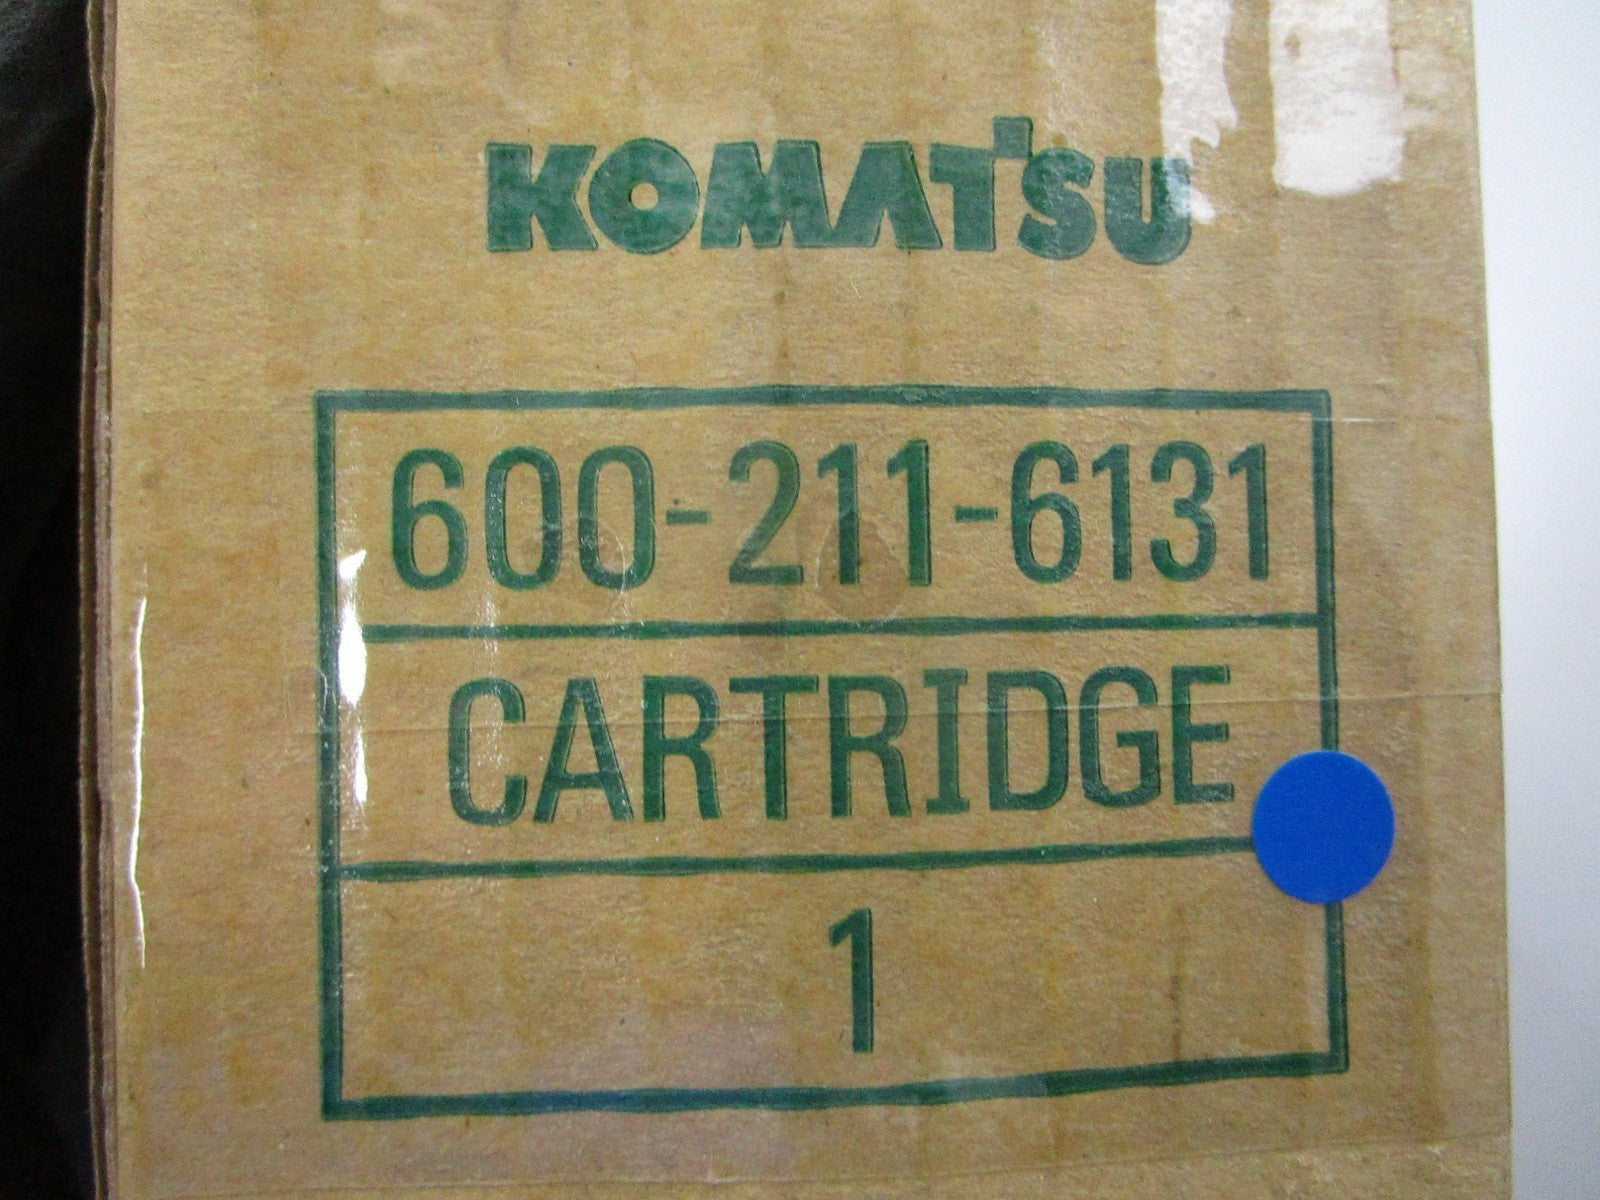 KOMATSU
600-211-6131
CARTRIDGE
1